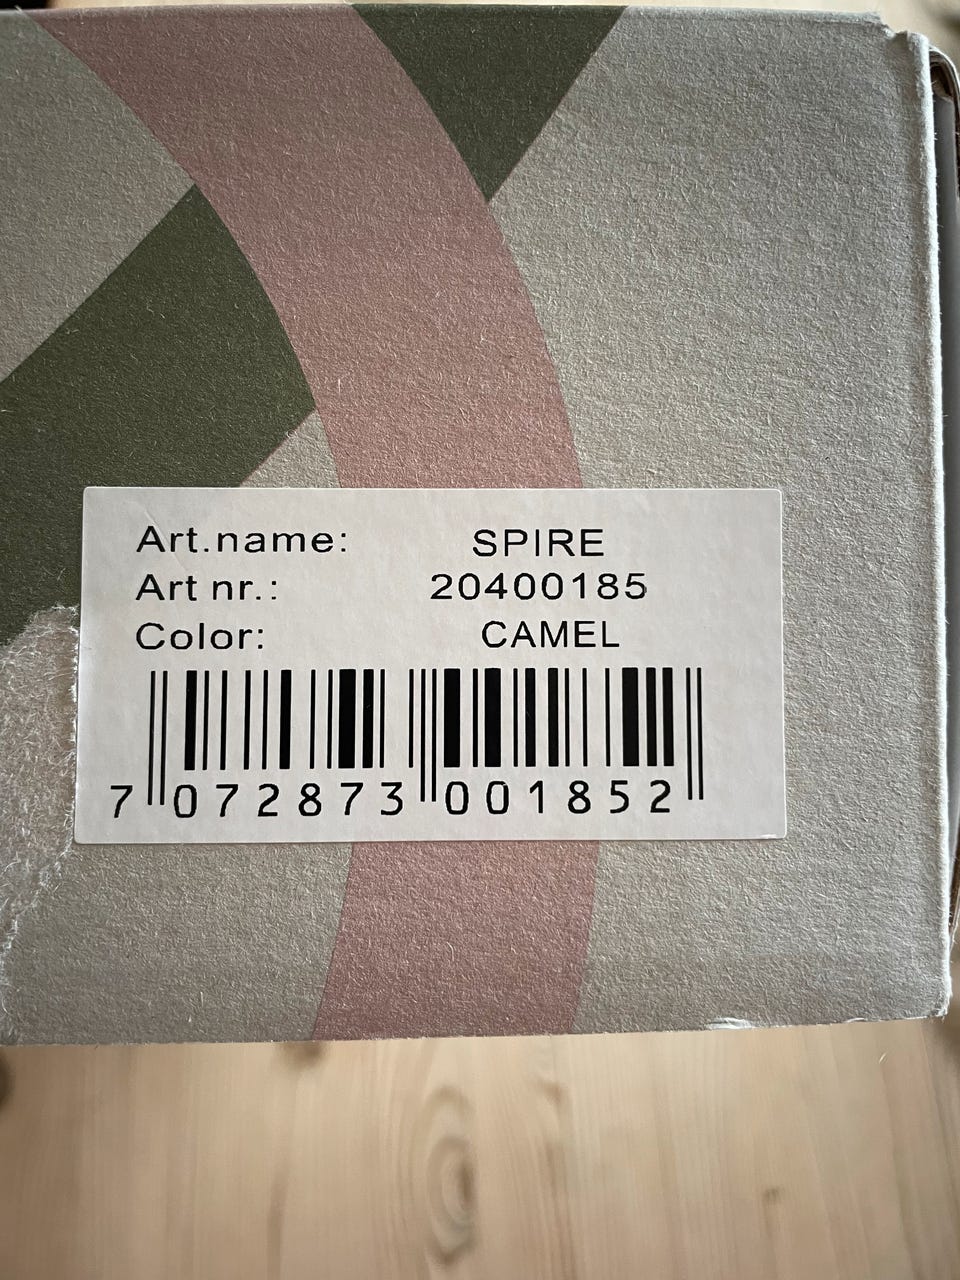 Art.name: SPIRE
Art nr.: 20400185
Color: CAMEL
7 072873 001852